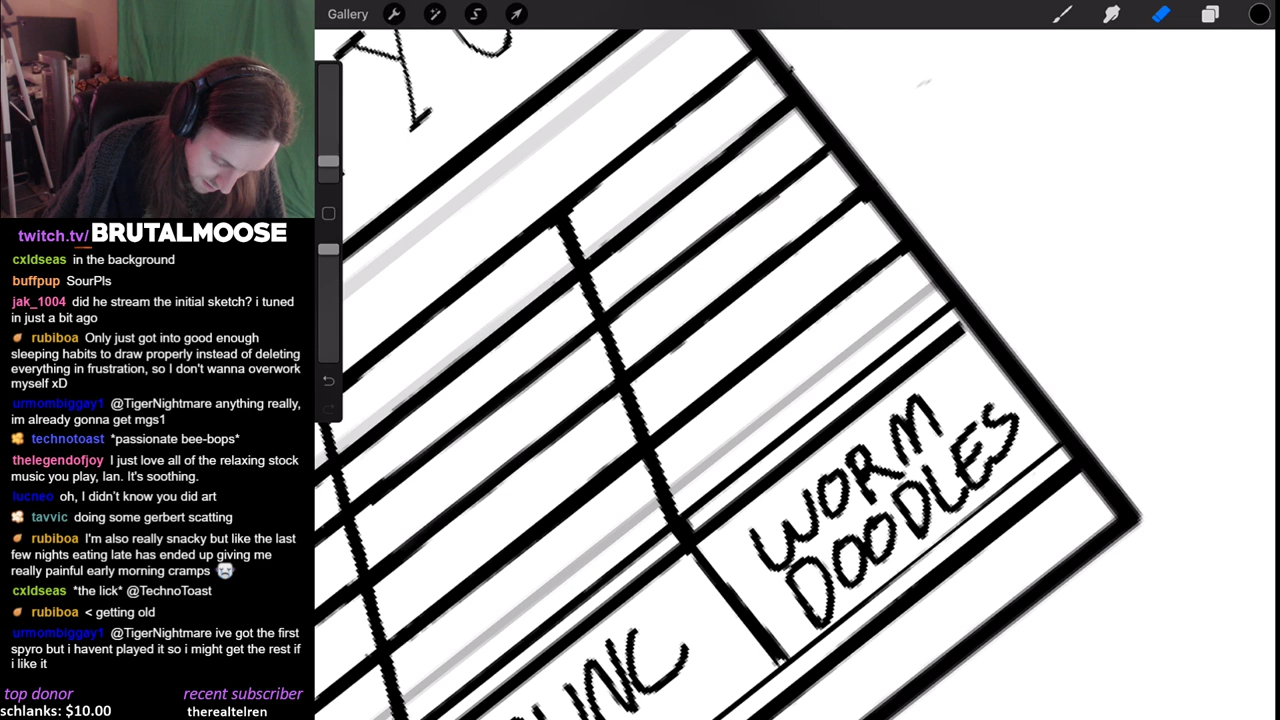 Gallery
YO
WORM
DOODLES
twitch.tv/BRUTALMOOSE
cxldseas in the background
buffpup SourPls
jak_1004 did he stream the initial sketch? i tuned
in just a bit ago
rubiboa Only just got into good enough
sleeping habits to draw properly instead of deleting
everything in frustration, so I don't wanna overwork
myself xD
urmombiggay1 @TigerNightmare anything really,
im already gonna get mgs1
technotoast *passionate bee-bops*
thelegendofjoy I just love all of the relaxing stock
music you play, Ian. It's soothing.
lucneo oh, I didn't know you did art
tavvic doing some gerbert scatting
rubiboa I'm also really snacky but like the last
few nights eating late has ended up giving me
really painful early morning cramps
cxldseas *the lick* @TechnoToast
rubiboa < getting old
urmombiggay1 @TigerNightmare ive got the first
spyro but i havent played it so i might get the rest if
i like it
top donor
schlanks: $10.00
recent subscriber
therealtelren